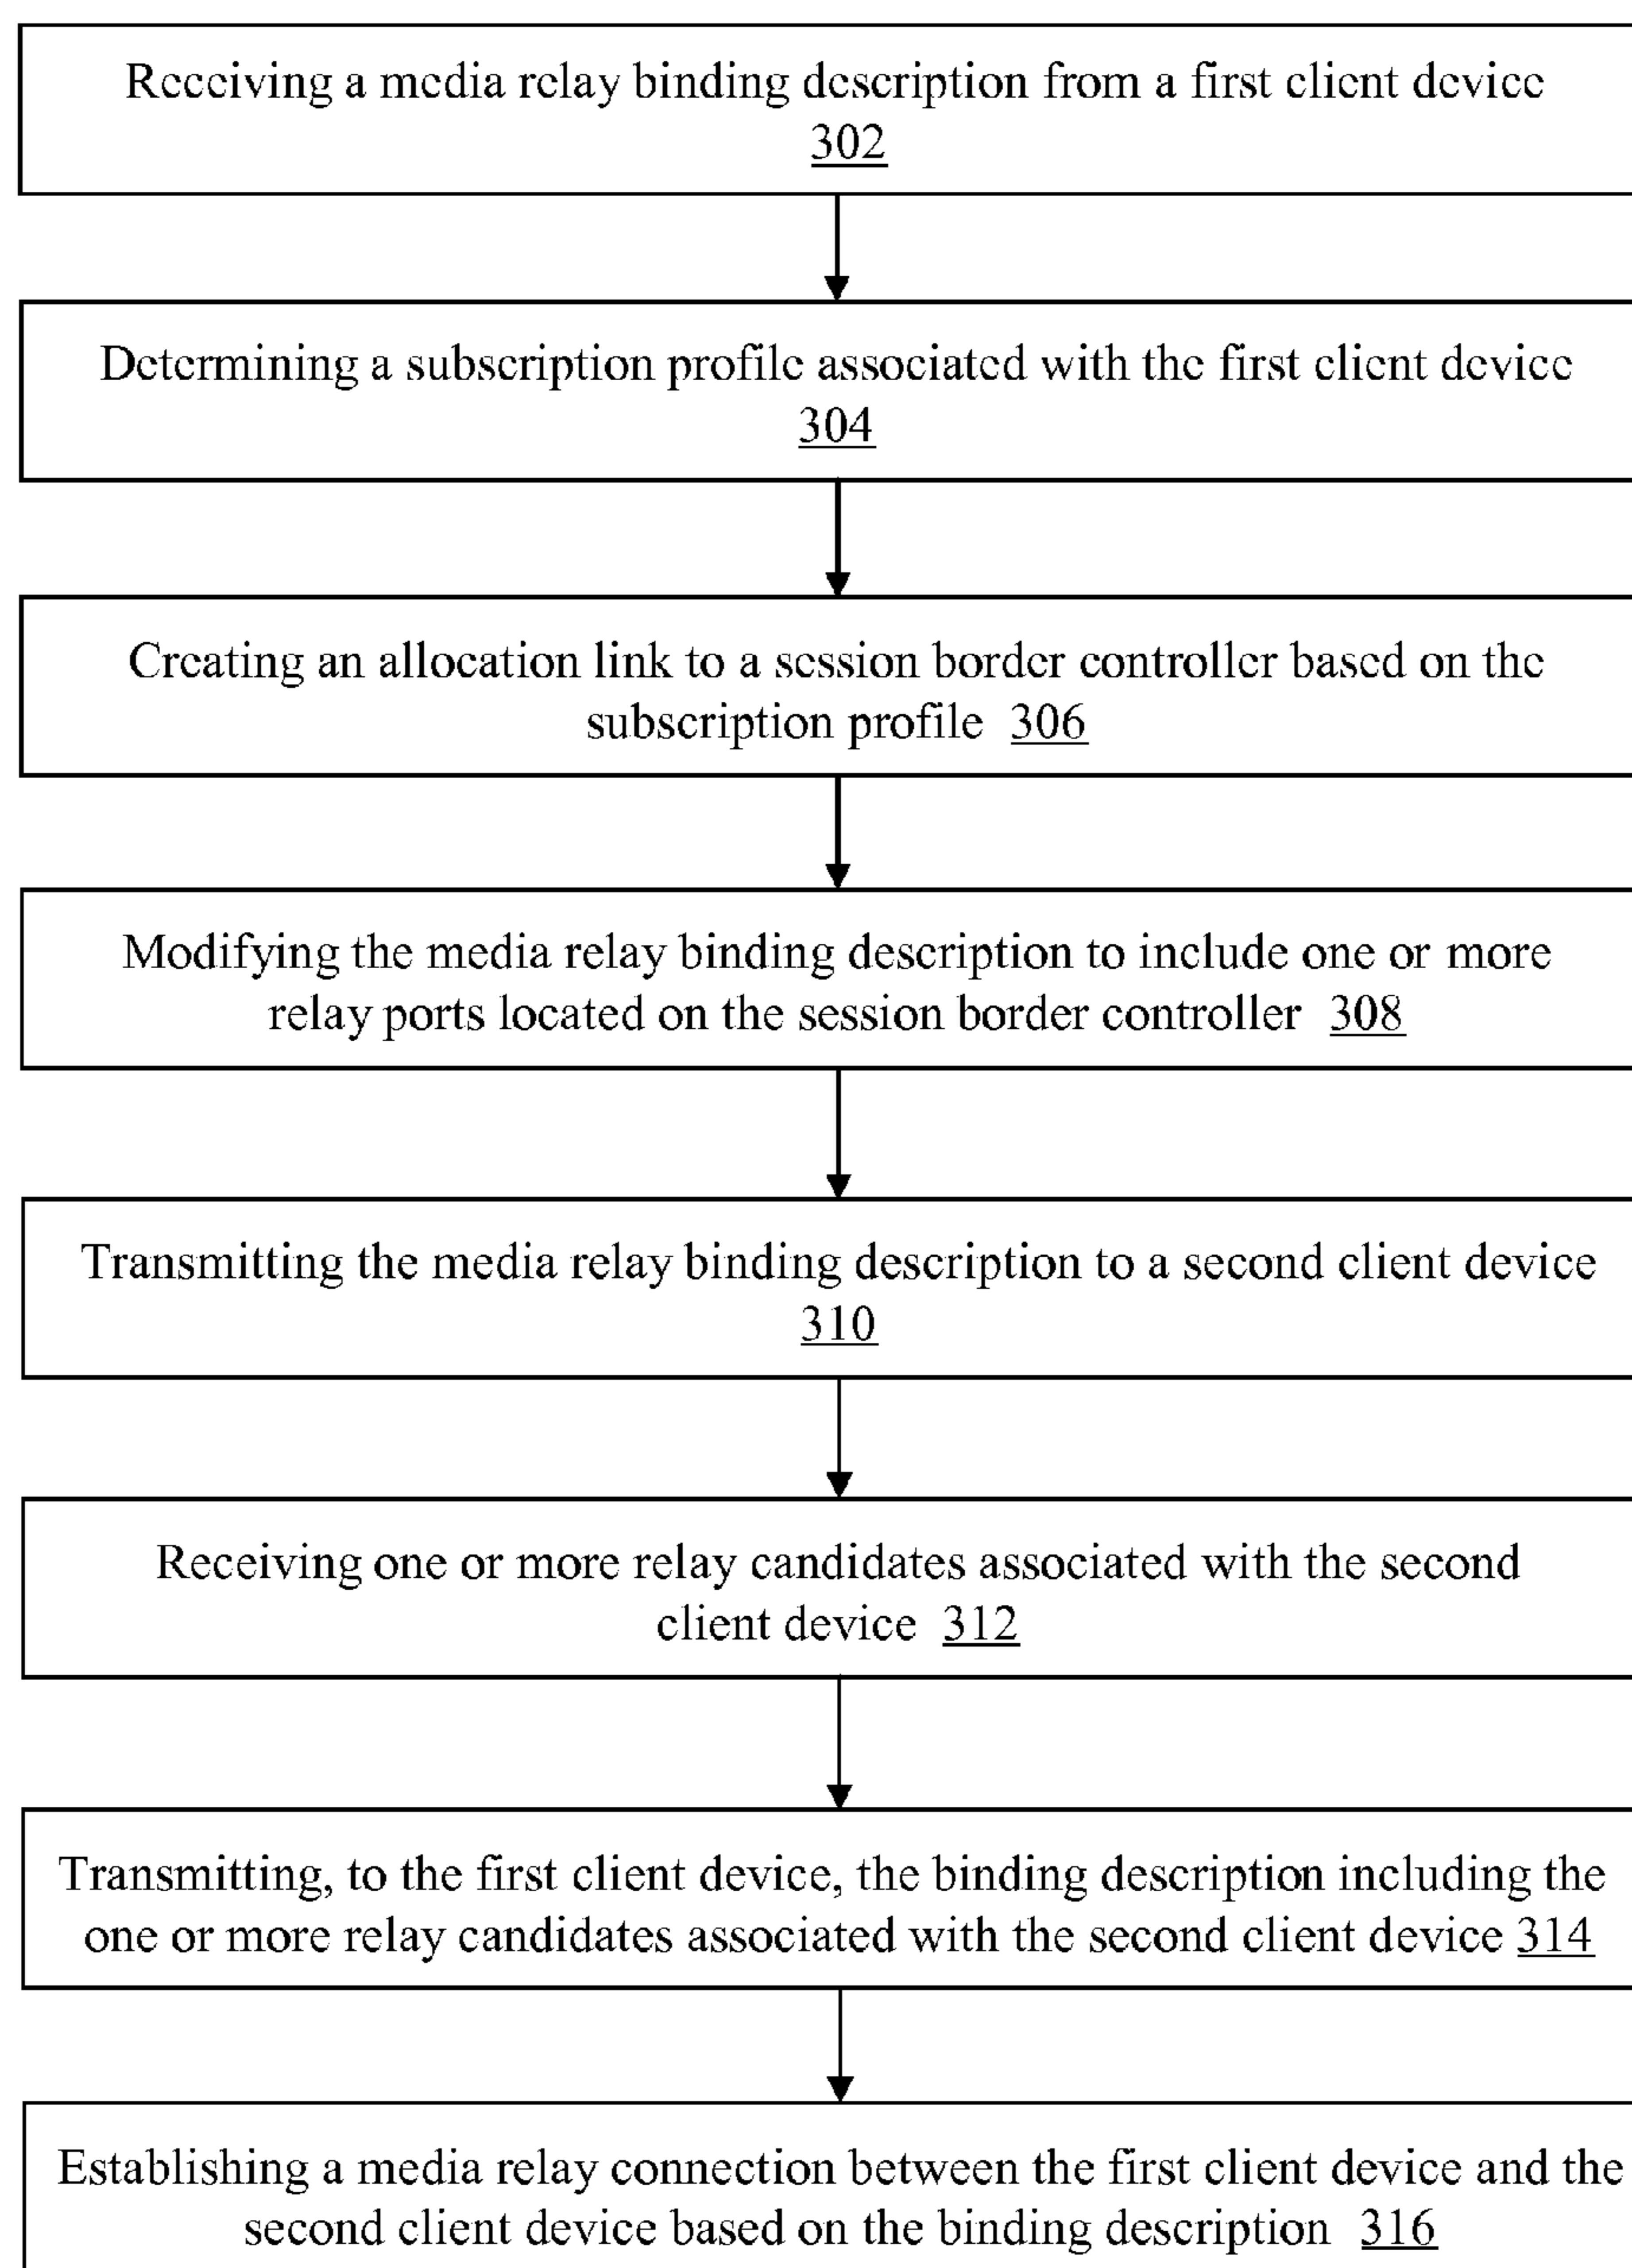 Receiving a media relay binding description from a first client device
302
Determining a subscription profile associated with the first client device
304
Creating an allocation link to a session border controller based on the
subscription profile 306
Modifying the media relay binding description to include one or more
relay ports located on the session border controller 308
Transmitting the media relay binding description to a second client device
310
Receiving one or more relay candidates associated with the second
client device 312
Transmitting, to the first client device, the binding description including the
one or more relay candidates associated with the second client device 314
Establishing a media relay connection between the first client device and the
second client device based on the binding description 316